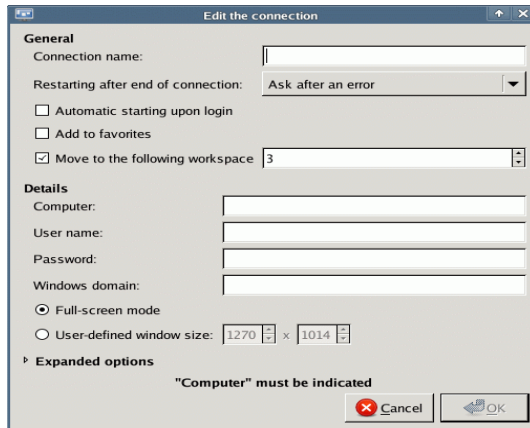 Edit the connection
General
Connection name:
Restarting after end of connection: Ask after an error
Automatic starting upon login
Add to favorites
Move to the following workspace 3
Details
Computer:
User name:
Password:
Windows domain:
Full-screen mode
User-defined window size: 1270 x 1014
Expanded options
"Computer" must be indicated
Cancel OK